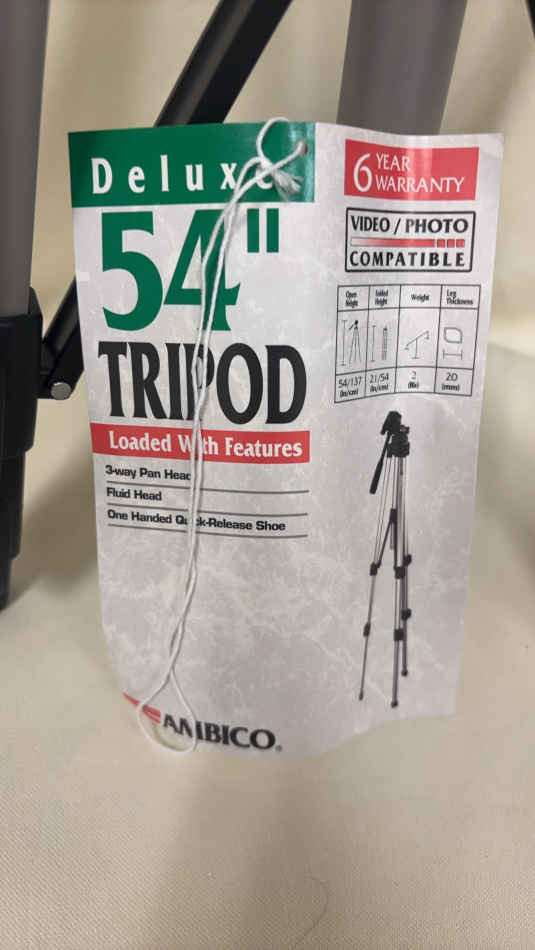 Deluxe
54"
TRIPOD
Loaded With Features
3-way Pan Head
Fluid Head
One Handed Quick-Release Shoe
AMBICO®
6 YEAR
WARRANTY
VIDEO / PHOTO
COMPATIBLE
Open Height
Folded Height
Weight
Leg Thickness
54/137 (in/cm)
21/54 (in/cm)
2 (lbs)
20 (mm)